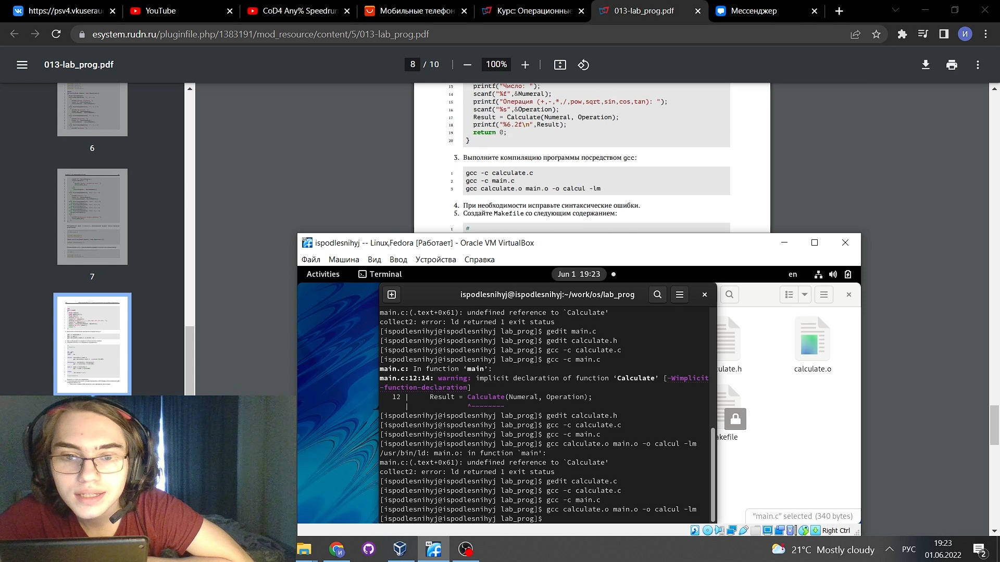 https://psv4.vkuserau
YouTube
CoD4 Any% Speedrun
Мобильные телефон
Курс: Операционные
013-lab_prog.pdf
Мессенджер
esystem.rudn.ru/pluginfile.php/1383191/mod_resource/content/5/013-lab_prog.pdf
И
013-lab_prog.pdf
8 / 10
100%
6
7
13 printf("Число: ");
14 scanf("%f",&Numeral);
15 printf("Операция (+,-,*,/,pow,sqrt,sin,cos,tan): ");
16 scanf("%s",&Operation);
17 Result = Calculate(Numeral, Operation);
18 printf("%6.2f\n",Result);
19 return 0;
20 }
3. Выполните компиляцию программы посредством gcc:
1 gcc -c calculate.c
2 gcc -c main.c
3 gcc calculate.o main.o -o calcul -lm
4. При необходимости исправьте синтаксические ошибки.
5. Создайте Makefile со следующим содержанием:
1 #
ispodlesnihyj -- Linux,Fedora [Работает] - Oracle VM VirtualBox
Файл Машина Вид Ввод Устройства Справка
Activities Terminal Jun 1 19:23 en
ispodlesnihyj@ispodlesnihyj:~/work/os/lab_prog
main.c:(.text+0x61): undefined reference to `Calculate'
collect2: error: ld returned 1 exit status
[ispodlesnihyj@ispodlesnihyj lab_prog]$ gedit main.c
[ispodlesnihyj@ispodlesnihyj lab_prog]$ gedit calculate.h
[ispodlesnihyj@ispodlesnihyj lab_prog]$ gcc -c calculate.c
[ispodlesnihyj@ispodlesnihyj lab_prog]$ gcc -c main.c
main.c: In function ‘main’:
main.c:12:14: warning: implicit declaration of function ‘Calculate’ [-Wimplicit
-function-declaration]
12 | Result = Calculate(Numeral, Operation);
| ^~~~~~~~~
[ispodlesnihyj@ispodlesnihyj lab_prog]$ gedit calculate.h
[ispodlesnihyj@ispodlesnihyj lab_prog]$ gcc -c calculate.c
[ispodlesnihyj@ispodlesnihyj lab_prog]$ gcc -c main.c
[ispodlesnihyj@ispodlesnihyj lab_prog]$ gcc calculate.o main.o -o calcul -lm
/usr/bin/ld: main.o: in function `main':
main.c:(.text+0x61): undefined reference to `Calculate'
collect2: error: ld returned 1 exit status
[ispodlesnihyj@ispodlesnihyj lab_prog]$ gedit calculate.c
[ispodlesnihyj@ispodlesnihyj lab_prog]$ gcc -c calculate.c
[ispodlesnihyj@ispodlesnihyj lab_prog]$ gcc -c main.c
[ispodlesnihyj@ispodlesnihyj lab_prog]$ gcc calculate.o main.o -o calcul -lm
[ispodlesnihyj@ispodlesnihyj lab_prog]$
ulate.h
calculate.o
akefile
“main.c” selected (340 bytes)
Right Ctrl
21°C Mostly cloudy
РУС
19:23
01.06.2022
2